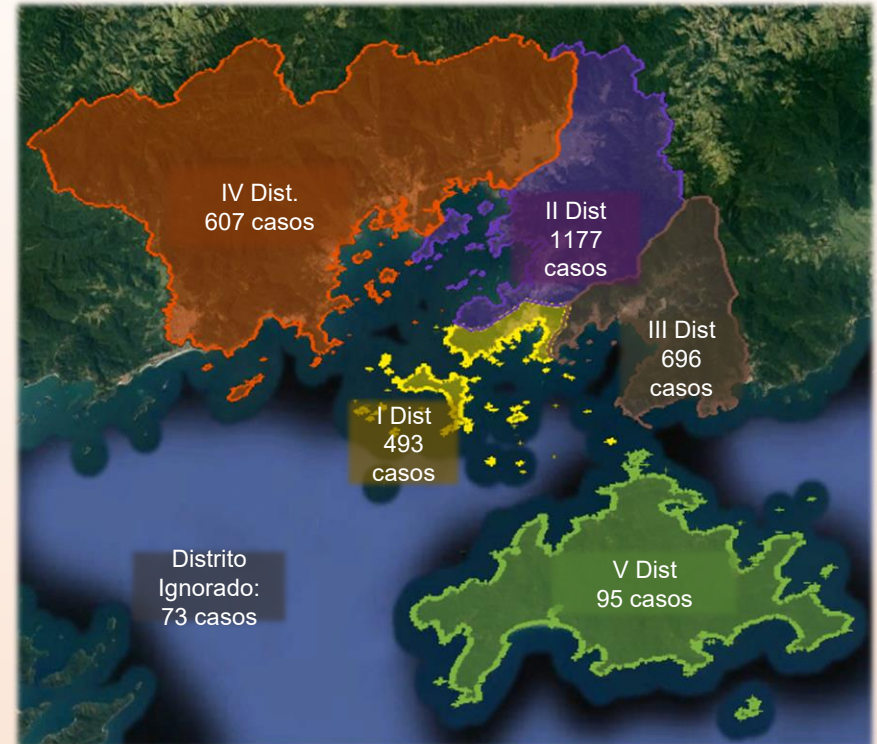 IV Dist.
607 casos
II Dist
1177
casos
III Dist
696
casos
I Dist
493
casos
Distrito
Ignorado:
73 casos
V Dist
95 casos